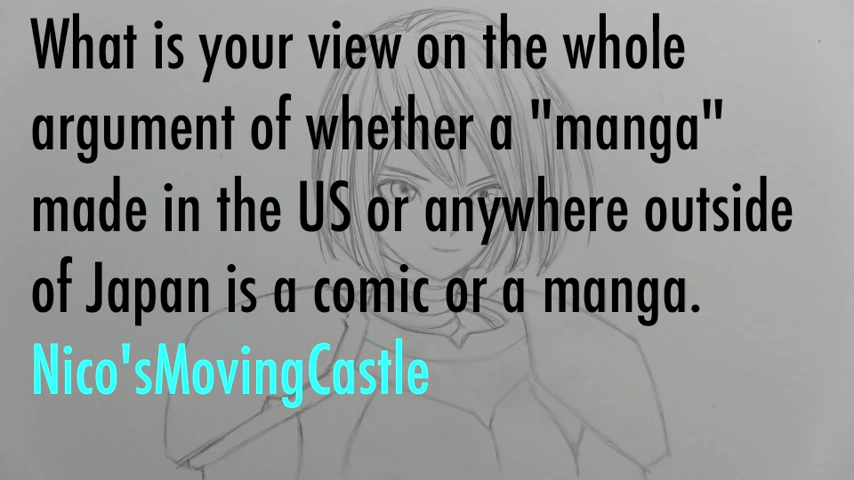 What is your view on the whole
argument of whether a "manga"
made in the US or anywhere outside
of Japan is a comic or a manga.
Nico'sMovingCastle